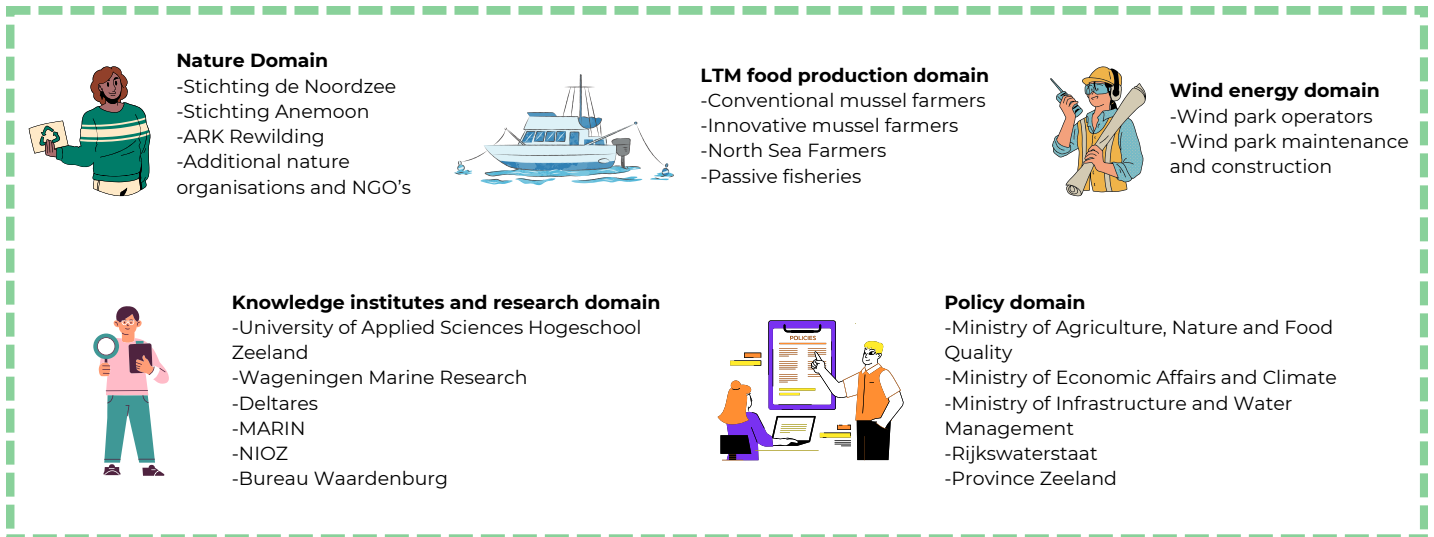 Nature Domain
-Stichting de Noordzee
-Stichting Anemoon
-ARK Rewilding
-Additional nature
organisations and NGO's
LTM food production domain
-Conventional mussel farmers
-Innovative mussel farmers
-North Sea Farmers
-Passive fisheries
Wind energy domain
-Wind park operators
-Wind park maintenance
and construction
Knowledge institutes and research domain
-University of Applied Sciences Hogeschool
Zeeland
-Wageningen Marine Research
-Deltares
-MARIN
-NIOZ
-Bureau Waardenburg
POLICIES
Policy domain
-Ministry of Agriculture, Nature and Food
Quality
-Ministry of Economic Affairs and Climate
-Ministry of Infrastructure and Water
Management
-Rijkswaterstaat
-Province Zeeland